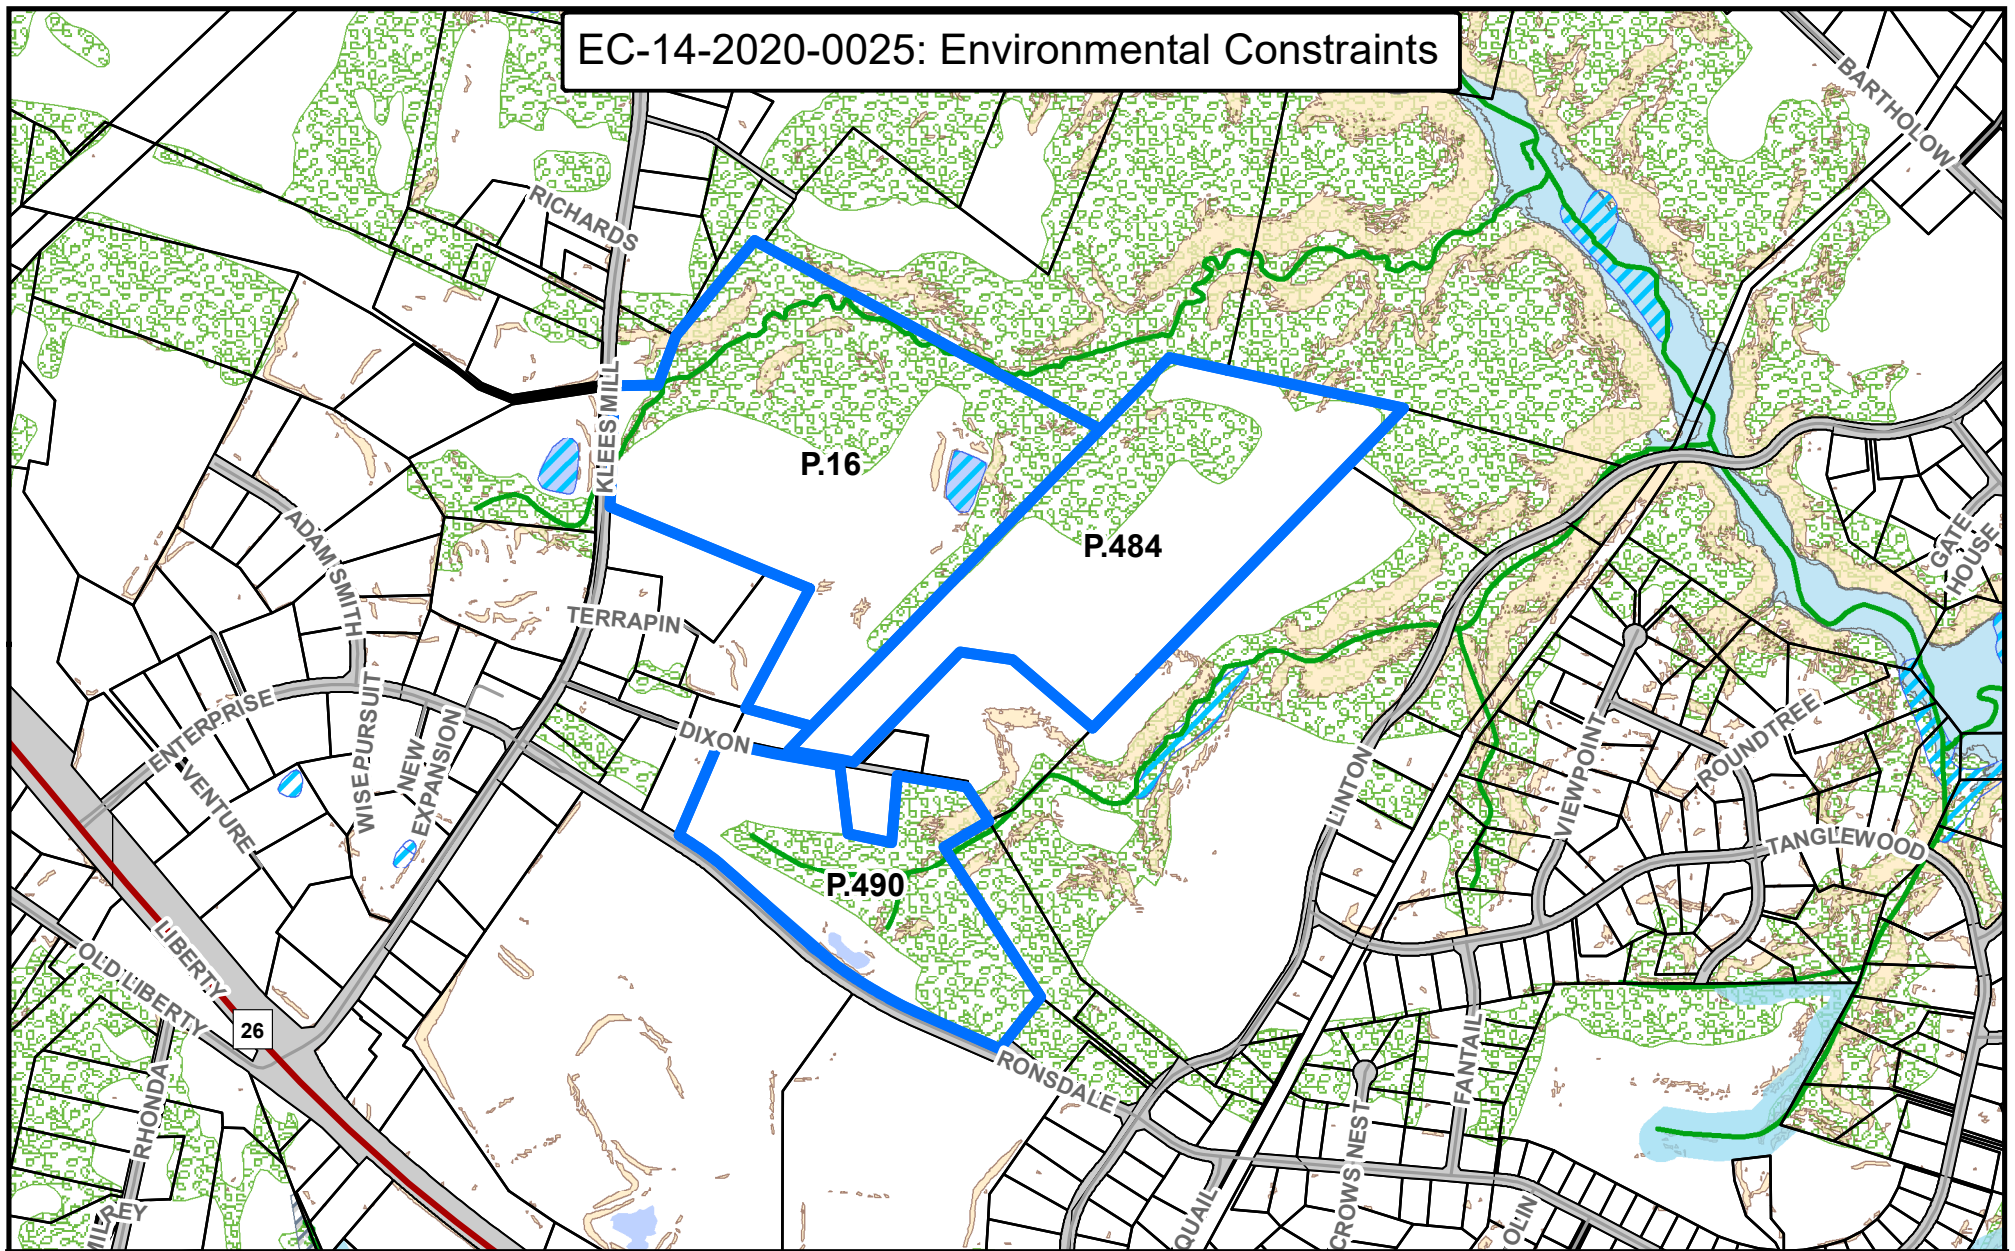 EC-14-2020-0025: Environmental Constraints
BARTHOLOW
RICHARDS
KLEES MILL
P.16
P.484
GATE
HOUSE
ADAM SMITH
TERRAPIN
ENTERPRISE
VENTURE
WISE PURSUIT
NEW
EXPANSION
DIXON
LINTON
VIEWPOINT
ROUNDTREE
TANGLEWOOD
P.490
LIBERTY
OLD LIBERTY
26
RHONDA
RONSDALE
FANTAIL
CROWS NEST
QUAIL
OLIN